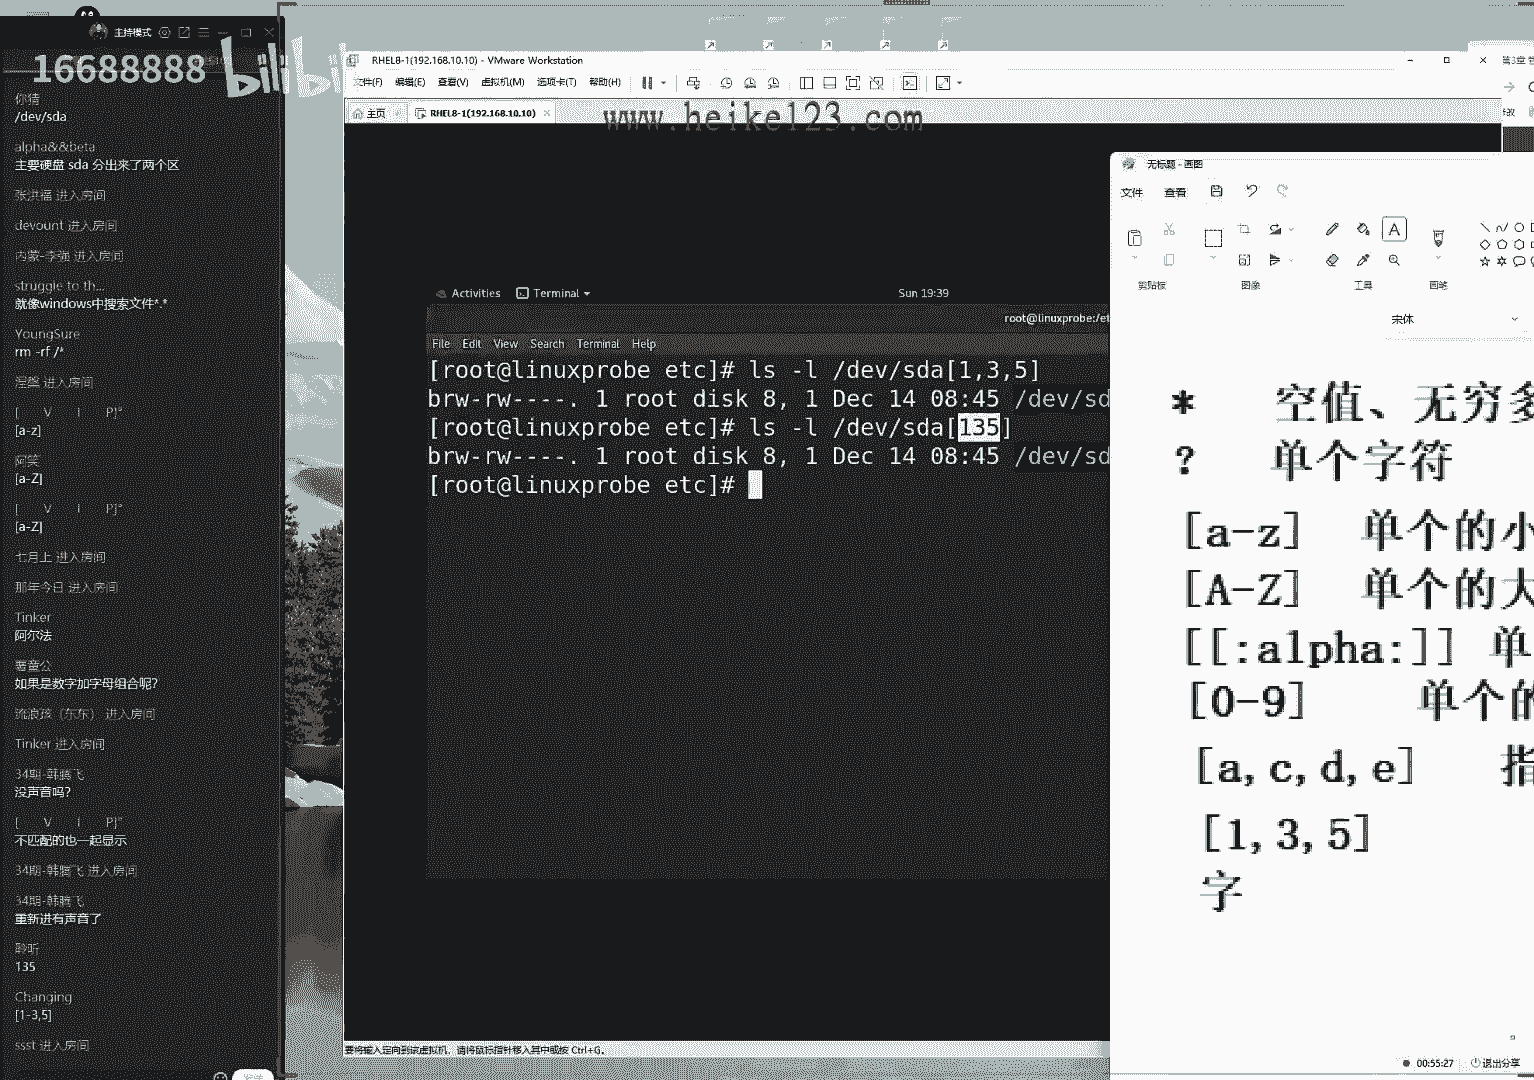 主持模式
16688888
bilibili
你猜
/dev/sda
alpha&&beta
主要硬盘 sda 分出来了两个区
张洪福 进入房间
devount 进入房间
内蒙-李强 进入房间
struggle to th...
就像windows中搜索文件*.*
YoungSure
rm -rf /*
涅槃 进入房间
[ V I P]°
[a-z]
阿笑
[a-Z]
[ V I P]°
[a-Z]
七月上 进入房间
那年今日 进入房间
Tinker
阿尔法
如果是数字加字母组合呢?
流浪孩（东东） 进入房间
Tinker 进入房间
34期-韩腾飞
没声音吗?
[ V I P]°
不匹配的也一起显示
34期-韩腾飞 进入房间
34期-韩腾飞
重新进有声音了
聆听
135
Changing
[1-3,5]
ssst 进入房间
RHEL8-1(192.168.10.10) - VMware Workstation
文件(F) 编辑(E) 查看(V) 虚拟机(M) 选项卡(T) 帮助(H)
主页 RHEL8-1(192.168.10.10)
www.heike123.com
Activities Terminal Sun 19:39
root@linuxprobe:/et
File Edit View Search Terminal Help
[root@linuxprobe etc]# ls -l /dev/sda[1,3,5]
brw-rw----. 1 root disk 8, 1 Dec 14 08:45 /dev/sd
[root@linuxprobe etc]# ls -l /dev/sda[135]
brw-rw----. 1 root disk 8, 1 Dec 14 08:45 /dev/sd
[root@linuxprobe etc]#
要将输入定向到该虚拟机，请将鼠标指针移入其中或按 Ctrl+G。
无标题 - 画图
文件 查看
剪贴板 图像 工具 画笔
宋体
* 空值、无穷多
? 单个字符
[a-z] 单个的小
[A-Z] 单个的大
[[:alpha:]] 单
[0-9] 单个的
[a,c,d,e] 指
[1,3,5]
字
00:55:27 退出分享